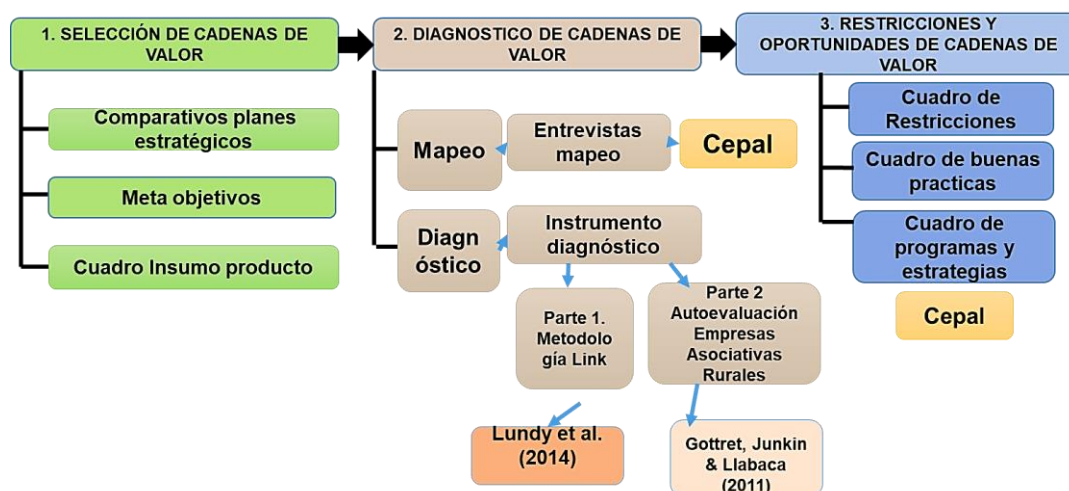 1. SELECCIÓN DE CADENAS DE
VALOR
2. DIAGNOSTICO DE CADENAS DE
VALOR
3. RESTRICCIONES Y
OPORTUNIDADES DE CADENAS DE
VALOR
Comparativos planes
estratégicos
Meta objetivos
Cuadro Insumo producto
Mapeo
Entrevistas
mapeo
Cepal
Diagn
óstico
Instrumento
diagnóstico
Parte 1.
Metodolo
gía Link
Parte 2
Autoevaluación
Empresas
Asociativas
Rurales
Lundy et al.
(2014)
Gottret, Junkin
& Llabaca
(2011)
Cuadro de
Restricciones
Cuadro de buenas
practicas
Cuadro de
programas y
estrategias
Cepal